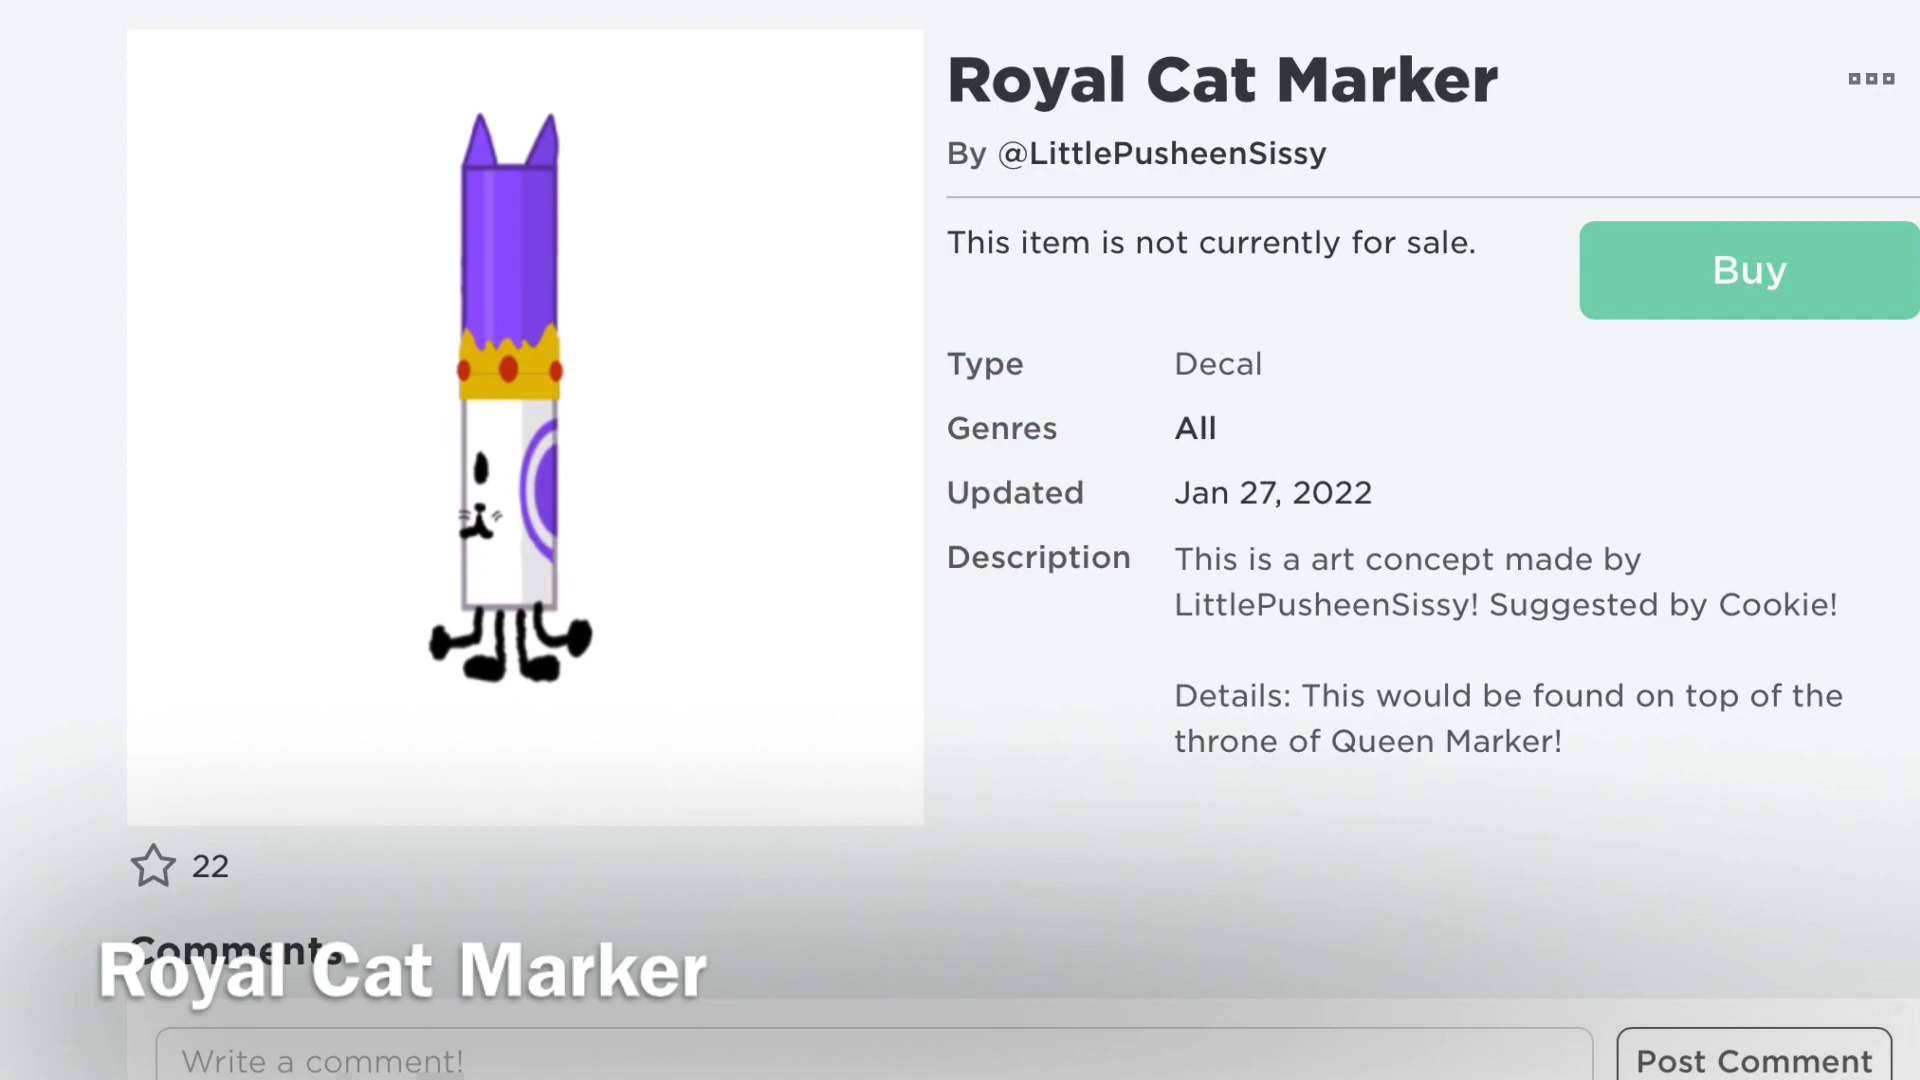 Royal Cat Marker
By @LittlePusheenSissy
This item is not currently for sale.
Buy
Type Decal
Genres All
Updated Jan 27, 2022
Description This is a art concept made by
LittlePusheenSissy! Suggested by Cookie!
Details: This would be found on top of the
throne of Queen Marker!
22
Comments
Royal Cat Marker
Write a comment!
Post Comment